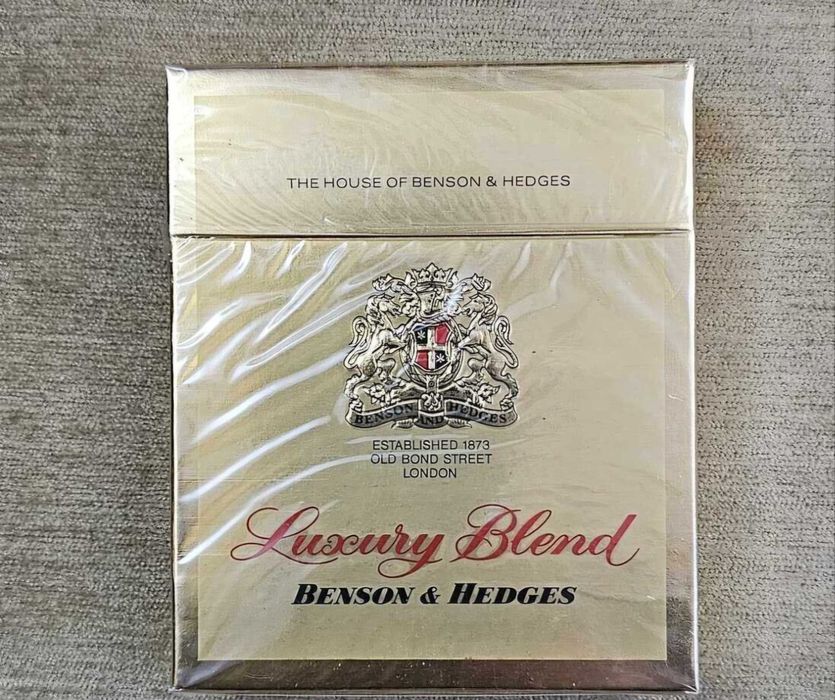 THE HOUSE OF BENSON & HEDGES
BENSON AND HEDGES
ESTABLISHED 1873
OLD BOND STREET
LONDON
Luxury Blend
BENSON & HEDGES